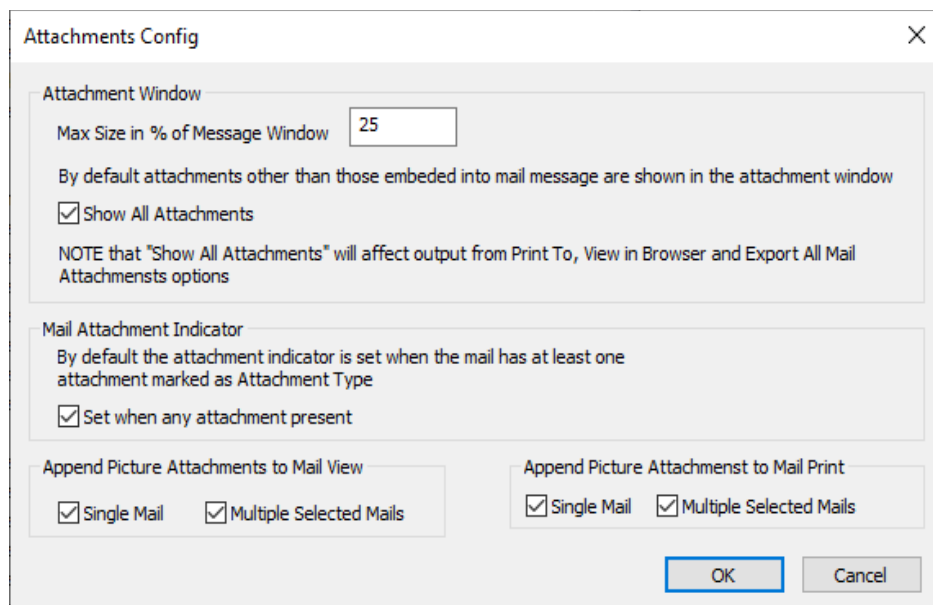 Attachments Config
Attachment Window
Max Size in % of Message Window 25
By default attachments other than those embeded into mail message are shown in the attachment window
Show All Attachments
NOTE that "Show All Attachments" will affect output from Print To, View in Browser and Export All Mail
Attachmensts options
Mail Attachment Indicator
By default the attachment indicator is set when the mail has at least one
attachment marked as Attachment Type
Set when any attachment present
Append Picture Attachments to Mail View
Single Mail Multiple Selected Mails
Append Picture Attachmenst to Mail Print
Single Mail Multiple Selected Mails
OK Cancel